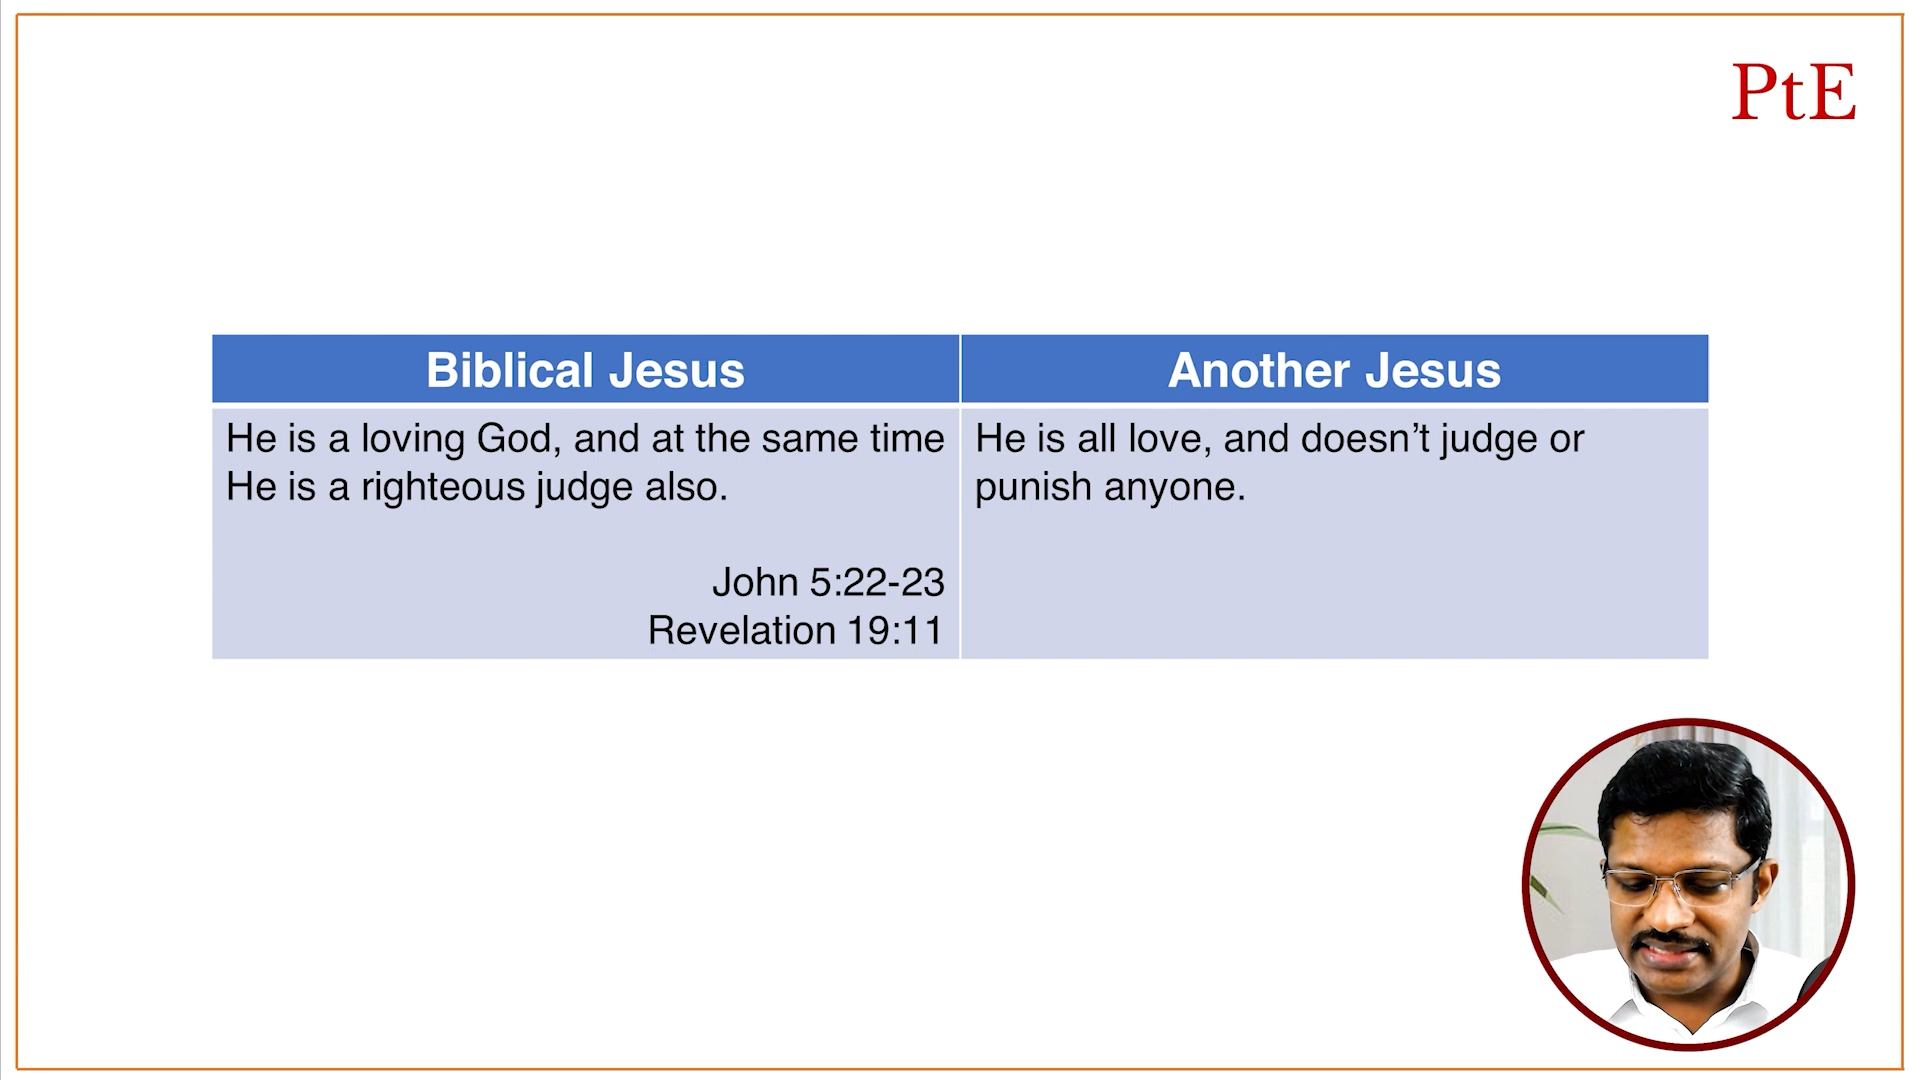 PtE
Biblical Jesus
Another Jesus
He is a loving God, and at the same time
He is a righteous judge also.
John 5:22-23
Revelation 19:11
He is all love, and doesn’t judge or
punish anyone.